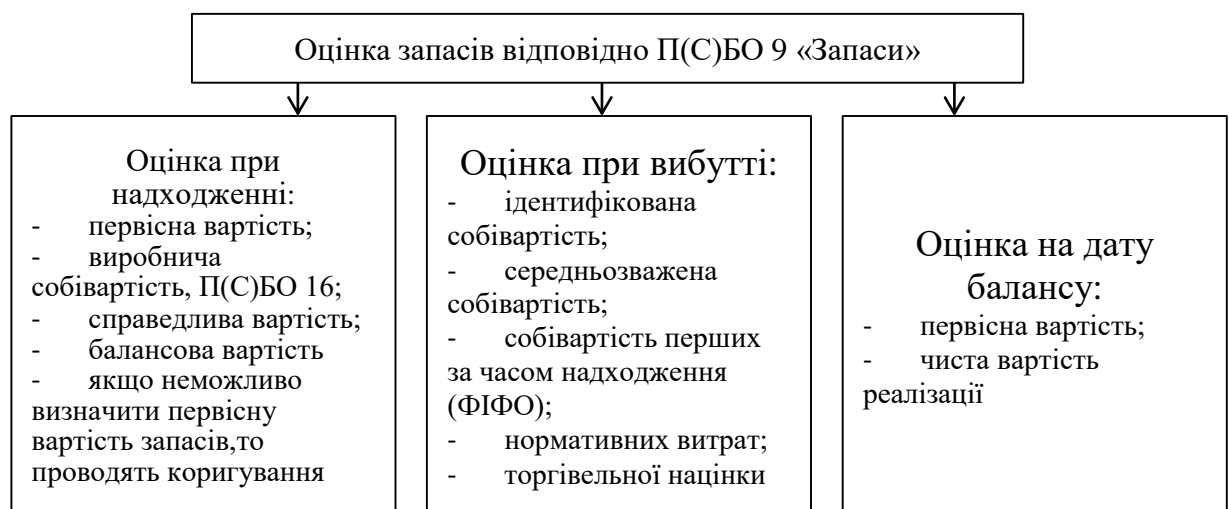 Оцінка запасів відповідно П(С)БО 9 «Запаси»
Оцінка при
надходженні:
- первісна вартість;
- виробнича
собівартість, П(С)БО 16;
- справедлива вартість;
- балансова вартість
- якщо неможливо
визначити первісну
вартість запасів,то
проводять коригування
Оцінка при вибутті:
- ідентифікована
собівартість;
- середньозважена
собівартість;
- собівартість перших
за часом надходження
(ФІФО);
- нормативних витрат;
- торгівельної націнки
Оцінка на дату
балансу:
- первісна вартість;
- чиста вартість
реалізації